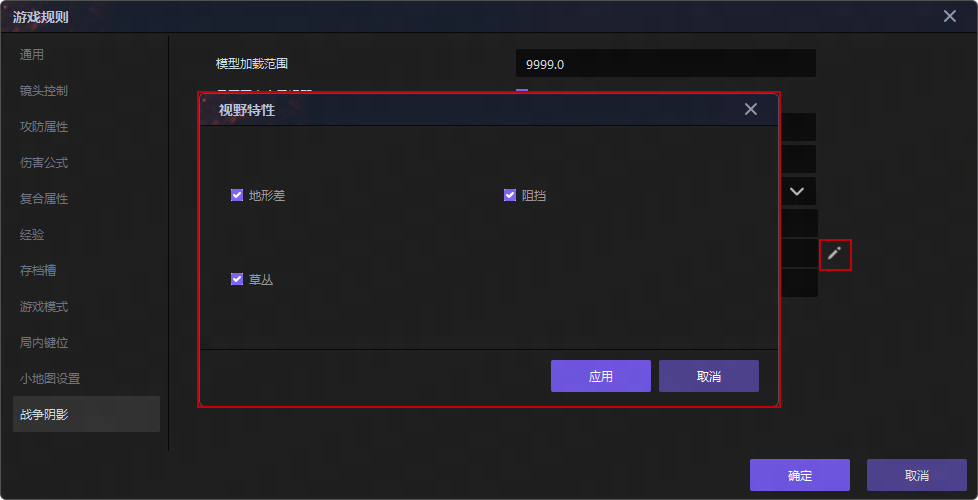 游戏规则
通用
镜头控制
攻防属性
伤害公式
复合属性
经验
存档槽
游戏模式
局内键位
小地图设置
战争阴影
模型加载范围 9999.0
视野特性
地形差 阻挡
草丛
应用 取消
确定 取消